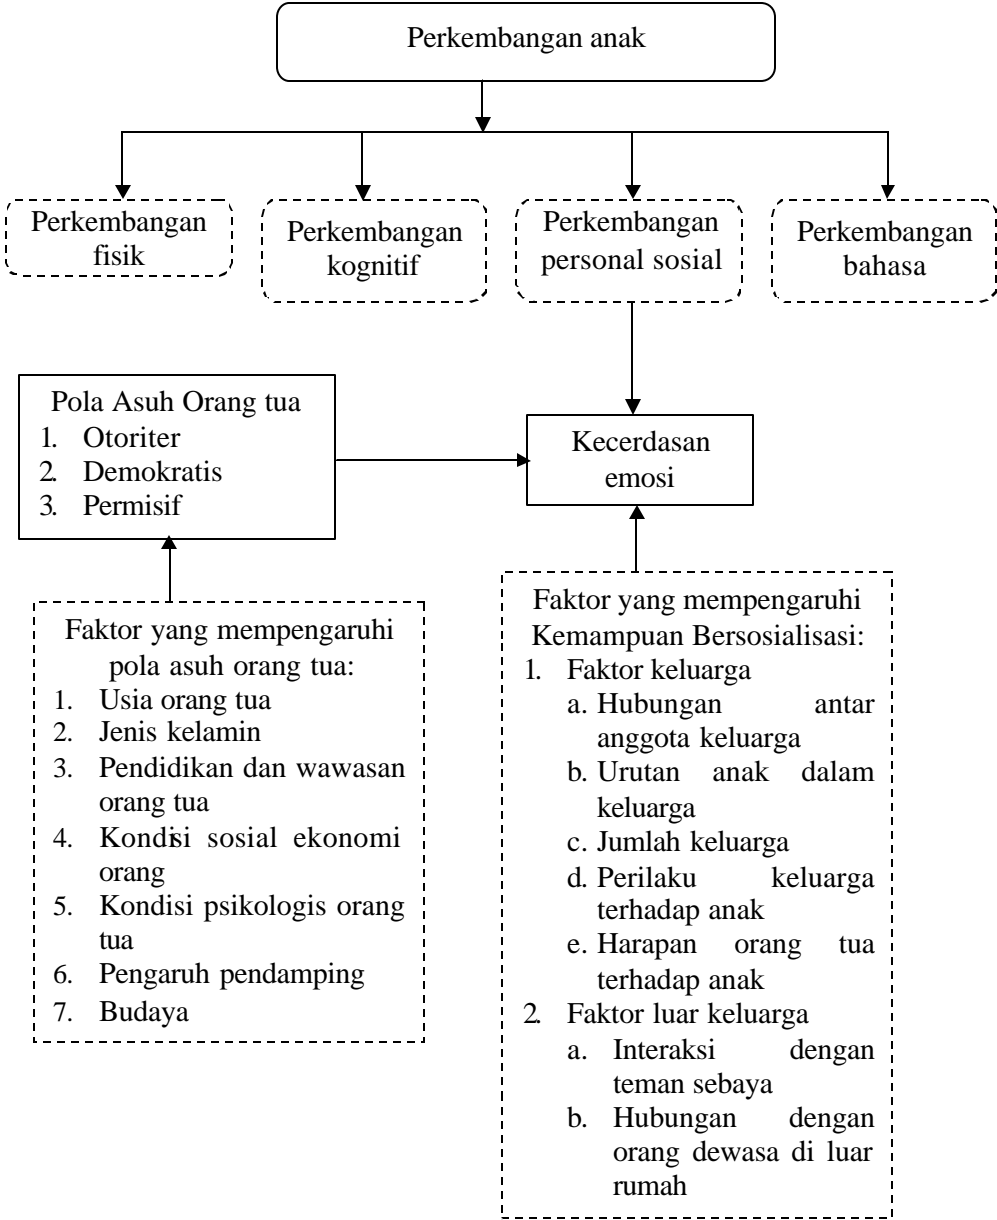 Perkembangan anak
Perkembangan
fisik
Perkembangan
kognitif
Perkembangan
personal sosial
Perkembangan
bahasa
Pola Asuh Orang tua
1. Otoriter
2. Demokratis
3. Permisif
Kecerdasan
emosi
Faktor yang mempengaruhi
pola asuh orang tua:
1. Usia orang tua
2. Jenis kelamin
3. Pendidikan dan wawasan
orang tua
4. Kondisi sosial ekonomi
orang
5. Kondisi psikologis orang
tua
6. Pengaruh pendamping
7. Budaya
Faktor yang mempengaruhi
Kemampuan Bersosialisasi:
1. Faktor keluarga
a. Hubungan antar
anggota keluarga
b. Urutan anak dalam
keluarga
c. Jumlah keluarga
d. Perilaku keluarga
terhadap anak
e. Harapan orang tua
terhadap anak
2. Faktor luar keluarga
a. Interaksi dengan
teman sebaya
b. Hubungan dengan
orang dewasa di luar
rumah